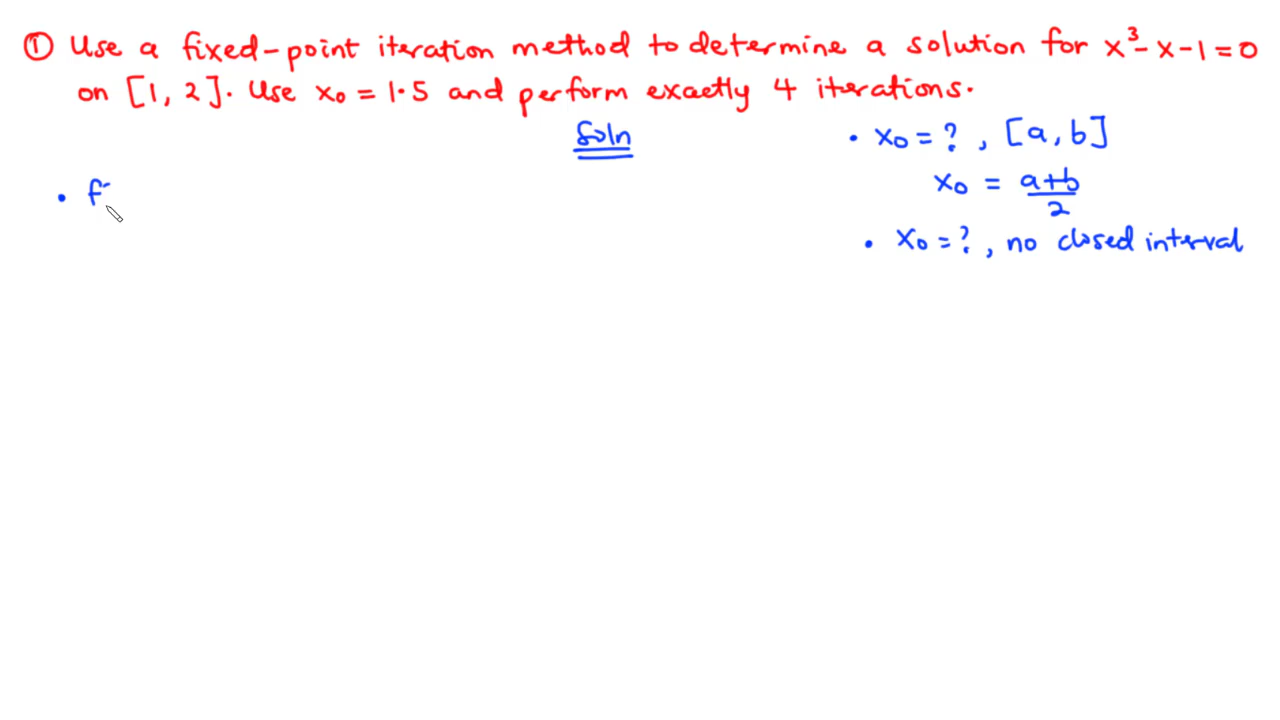 ① Use a fixed-point iteration method to determine a solution for x³-x-1=0
on [1, 2]. Use x₀ = 1.5 and perform exactly 4 iterations.
Soln
• x₀ = ? , [a, b]
x₀ = a+b/2
• x₀ = ? , no closed interval
• f